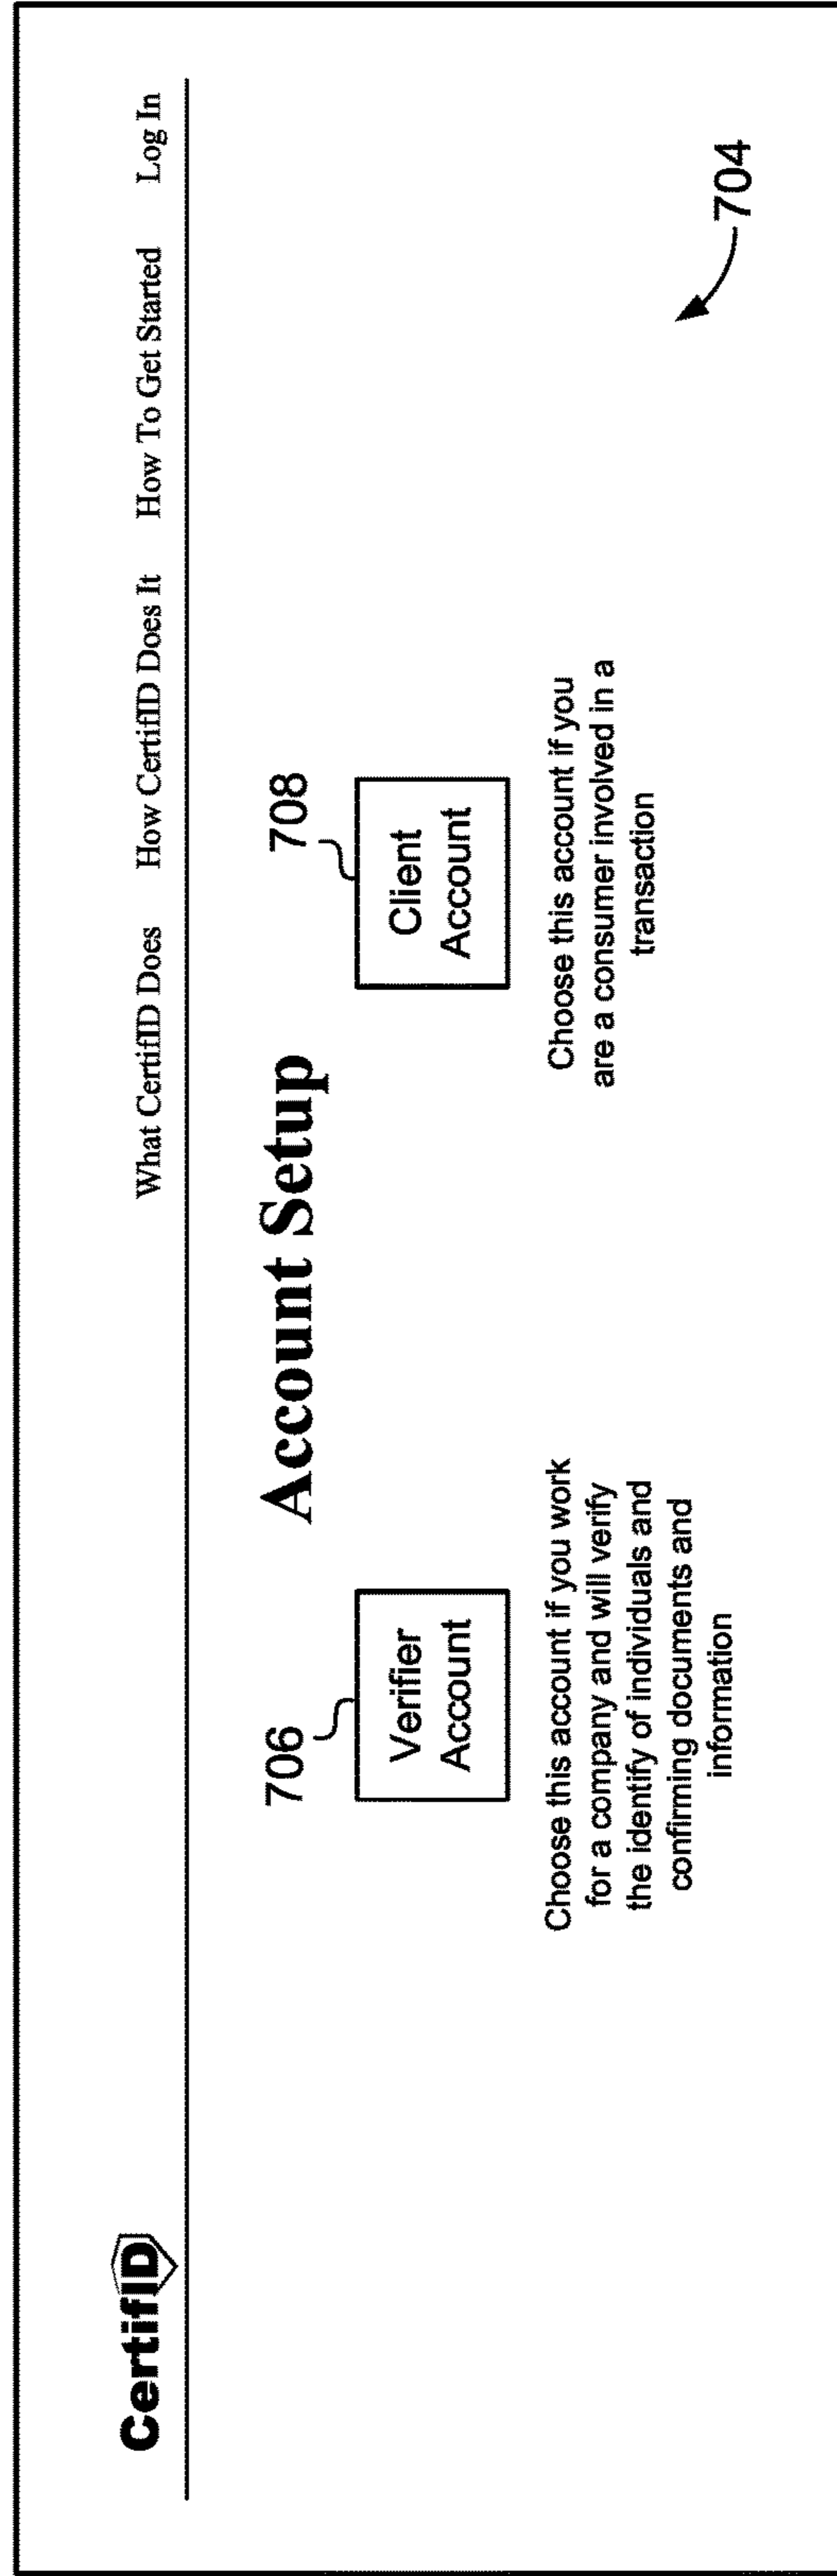 CertifID
What CertifID Does How CertifID Does It How To Get Started Log In
Account Setup
706
Verifier
Account
Choose this account if you work
for a company and will verify
the identify of individuals and
confirming documents and
information
708
Client
Account
Choose this account if you
are a consumer involved in a
transaction
704